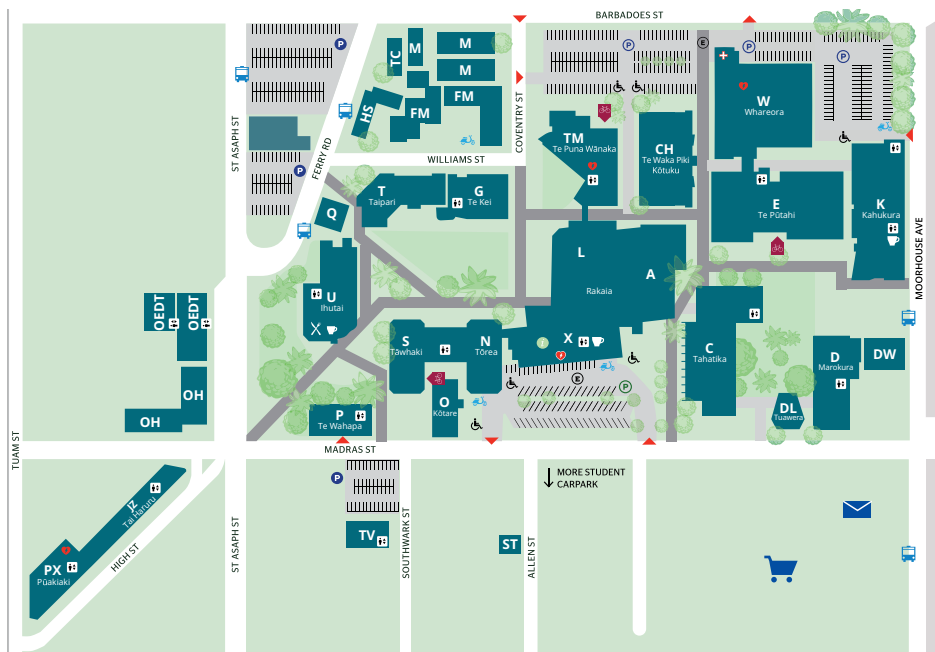 BARBADOES ST
P
P
E
P
P
TC
M
M
M
FM
FM
HS
ST ASAPH ST
FERRY RD
COVENTRY ST
WILLIAMS ST
P
TM
Te Puna Wānaka
CH
Te Waka Piki
Kōtuku
W
Whareora
T
Taipari
G
Te Kei
Q
E
Te Pūtahi
K
Kahukura
MOORHOUSE AVE
L
A
Rakaia
U
Ihutai
OEDT
OEDT
S
Tāwhaki
N
Tōrea
X
i
E
P
C
Tahatika
D
Marokura
DW
OH
OH
O
Kōtare
P
Te Wahapa
DL
Tuawera
TUAM ST
MADRAS ST
P
MORE STUDENT
CARPARK
JZ
Tai Haruru
HIGH ST
PX
Pūakiaki
ST ASAPH ST
TV
SOUTHWARK ST
ST
ALLEN ST